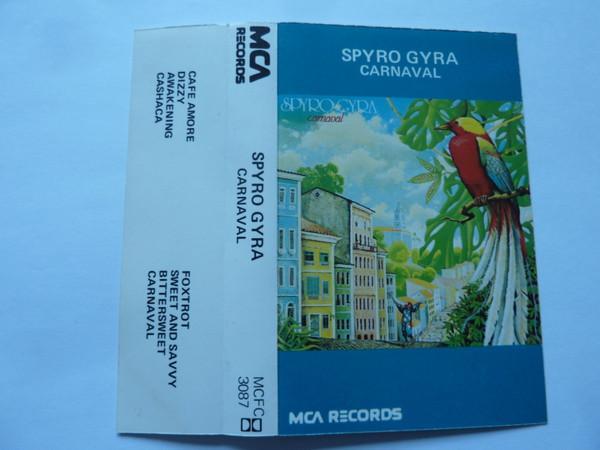 CAFE AMORE
DIZZY
AWAKENING
CASHACA
FOXTROT
SWEET AND SAVVY
BITTERSWEET
CARNAVAL
MCA
RECORDS
SPYRO GYRA
CARNAVAL
MCFC
3087
SPYRO GYRA
CARNAVAL
SPYRO GYRA
carnaval
MCA RECORDS